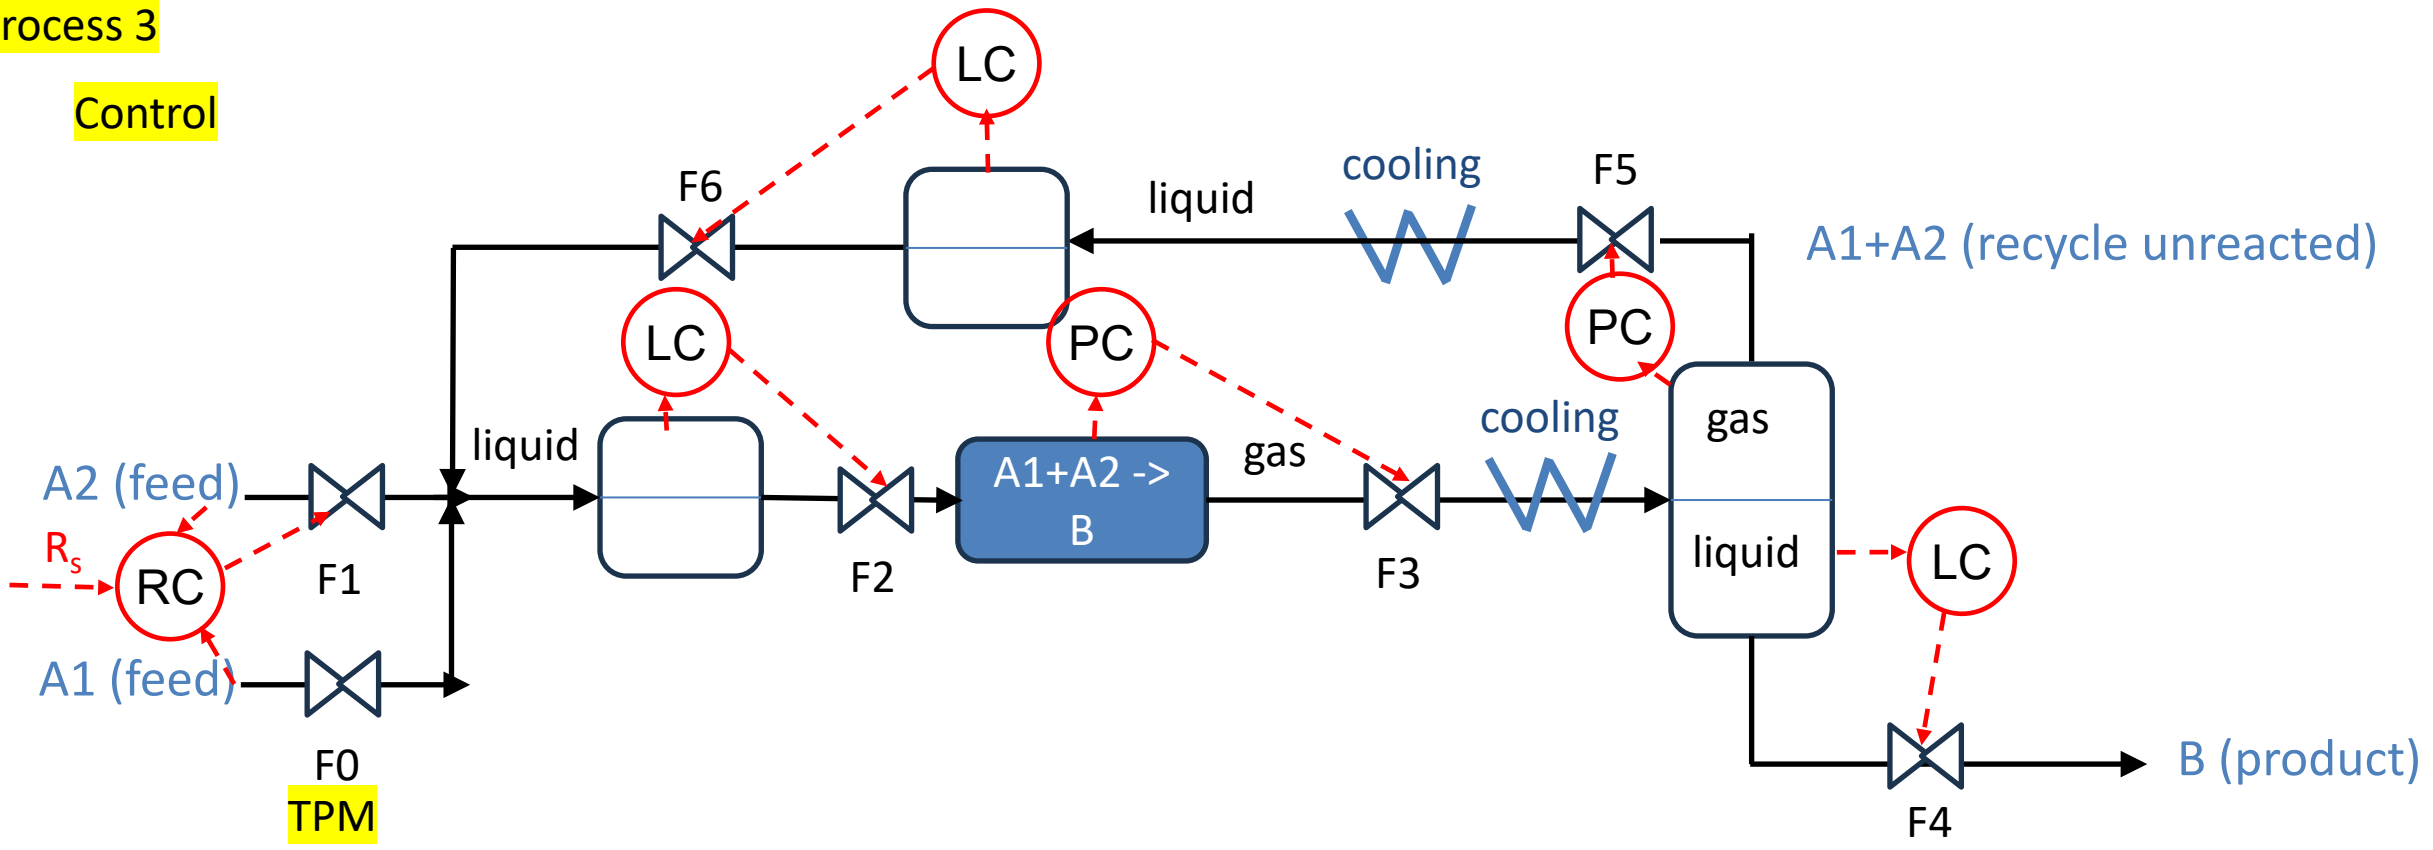 rocess 3
Control
LC
F6
liquid
cooling
F5
A1+A2 (recycle unreacted)
LC
PC
PC
A2 (feed)
liquid
A1+A2 ->
B
gas
cooling
gas
liquid
LC
Rs
RC
F1
F2
F3
A1 (feed)
F0
TPM
F4
B (product)